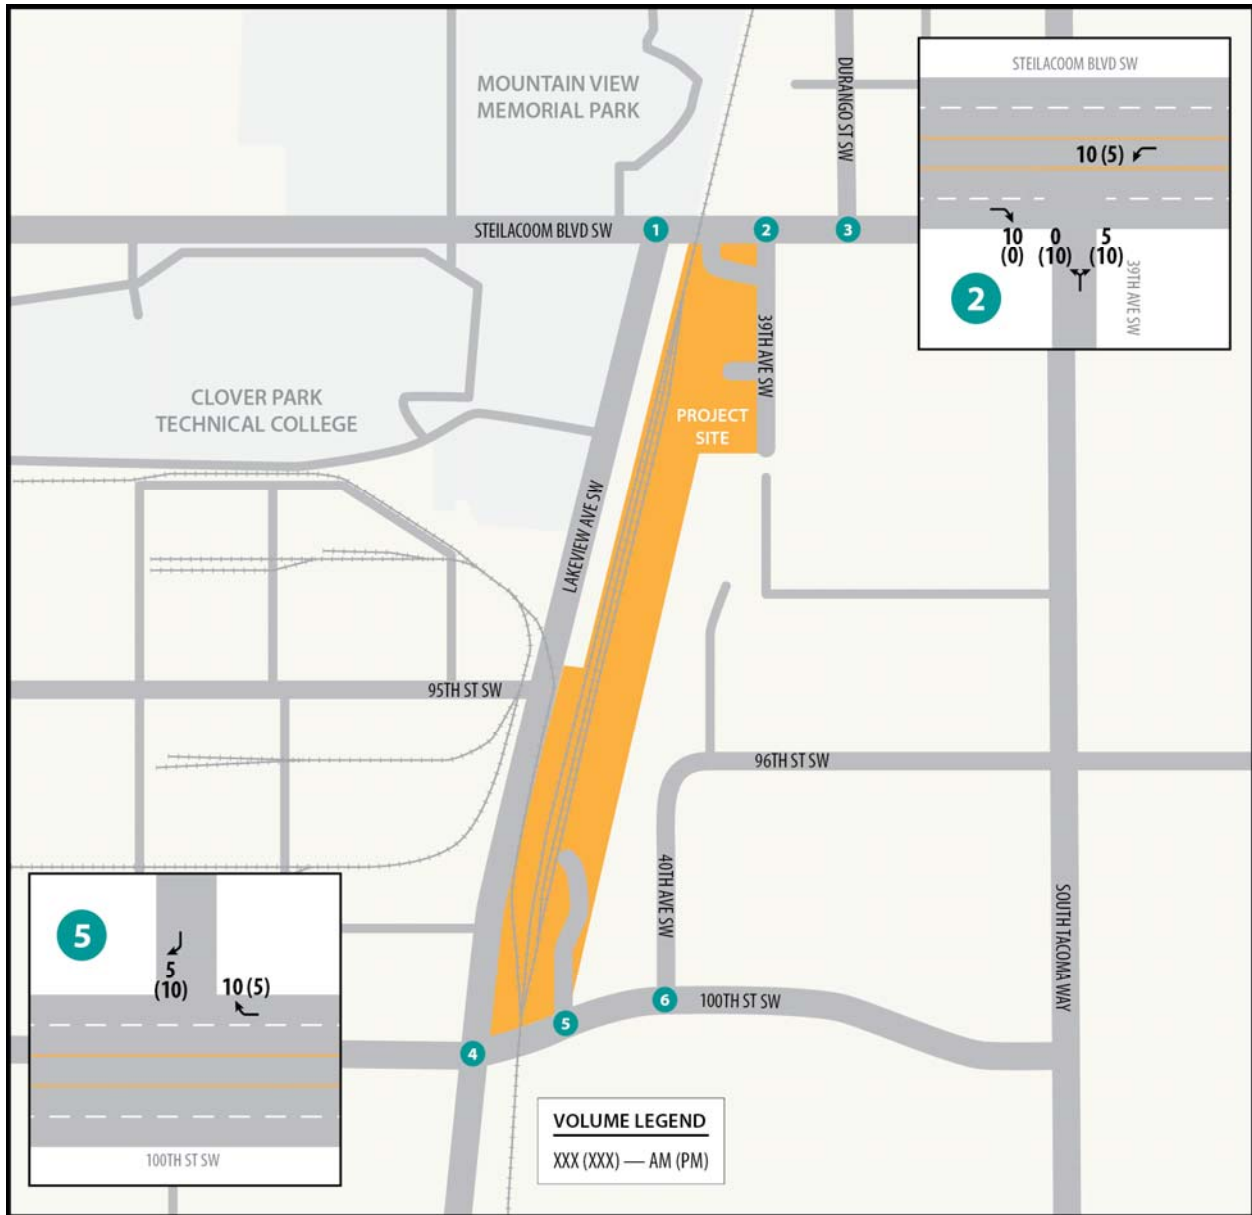 MOUNTAIN VIEW
MEMORIAL PARK
DURANGO ST SW
STEILACOOM BLVD SW
10 (5)
10
(0)
0
(10)
5
(10)
39TH AVE SW
2
STEILACOOM BLVD SW
1
2
3
CLOVER PARK
TECHNICAL COLLEGE
39TH AVE SW
PROJECT
SITE
LAKEVIEW AVE SW
95TH ST SW
96TH ST SW
40TH AVE SW
SOUTH TACOMA WAY
5
5
(10)
10 (5)
100TH ST SW
4
5
6
100TH ST SW
VOLUME LEGEND
XXX (XXX) — AM (PM)